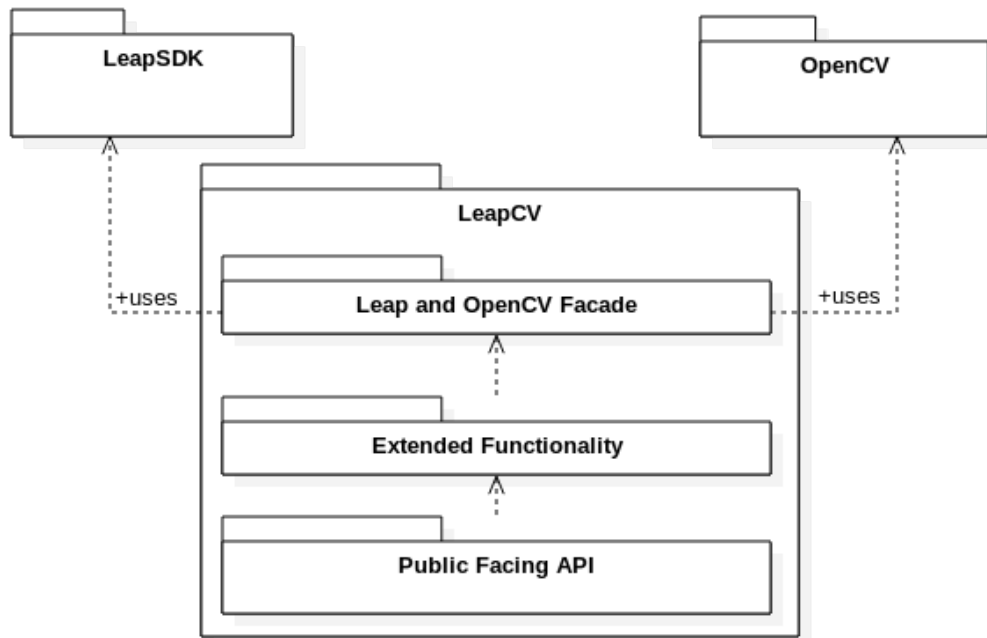 LeapSDK
OpenCV
LeapCV
+uses
Leap and OpenCV Facade
+uses
Extended Functionality
Public Facing API